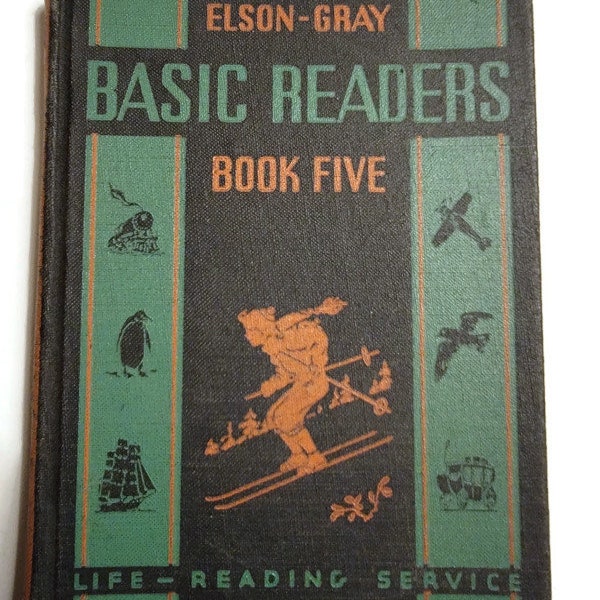 ELSON-GRAY
BASIC READERS
BOOK FIVE
LIFE-READING SERVICE